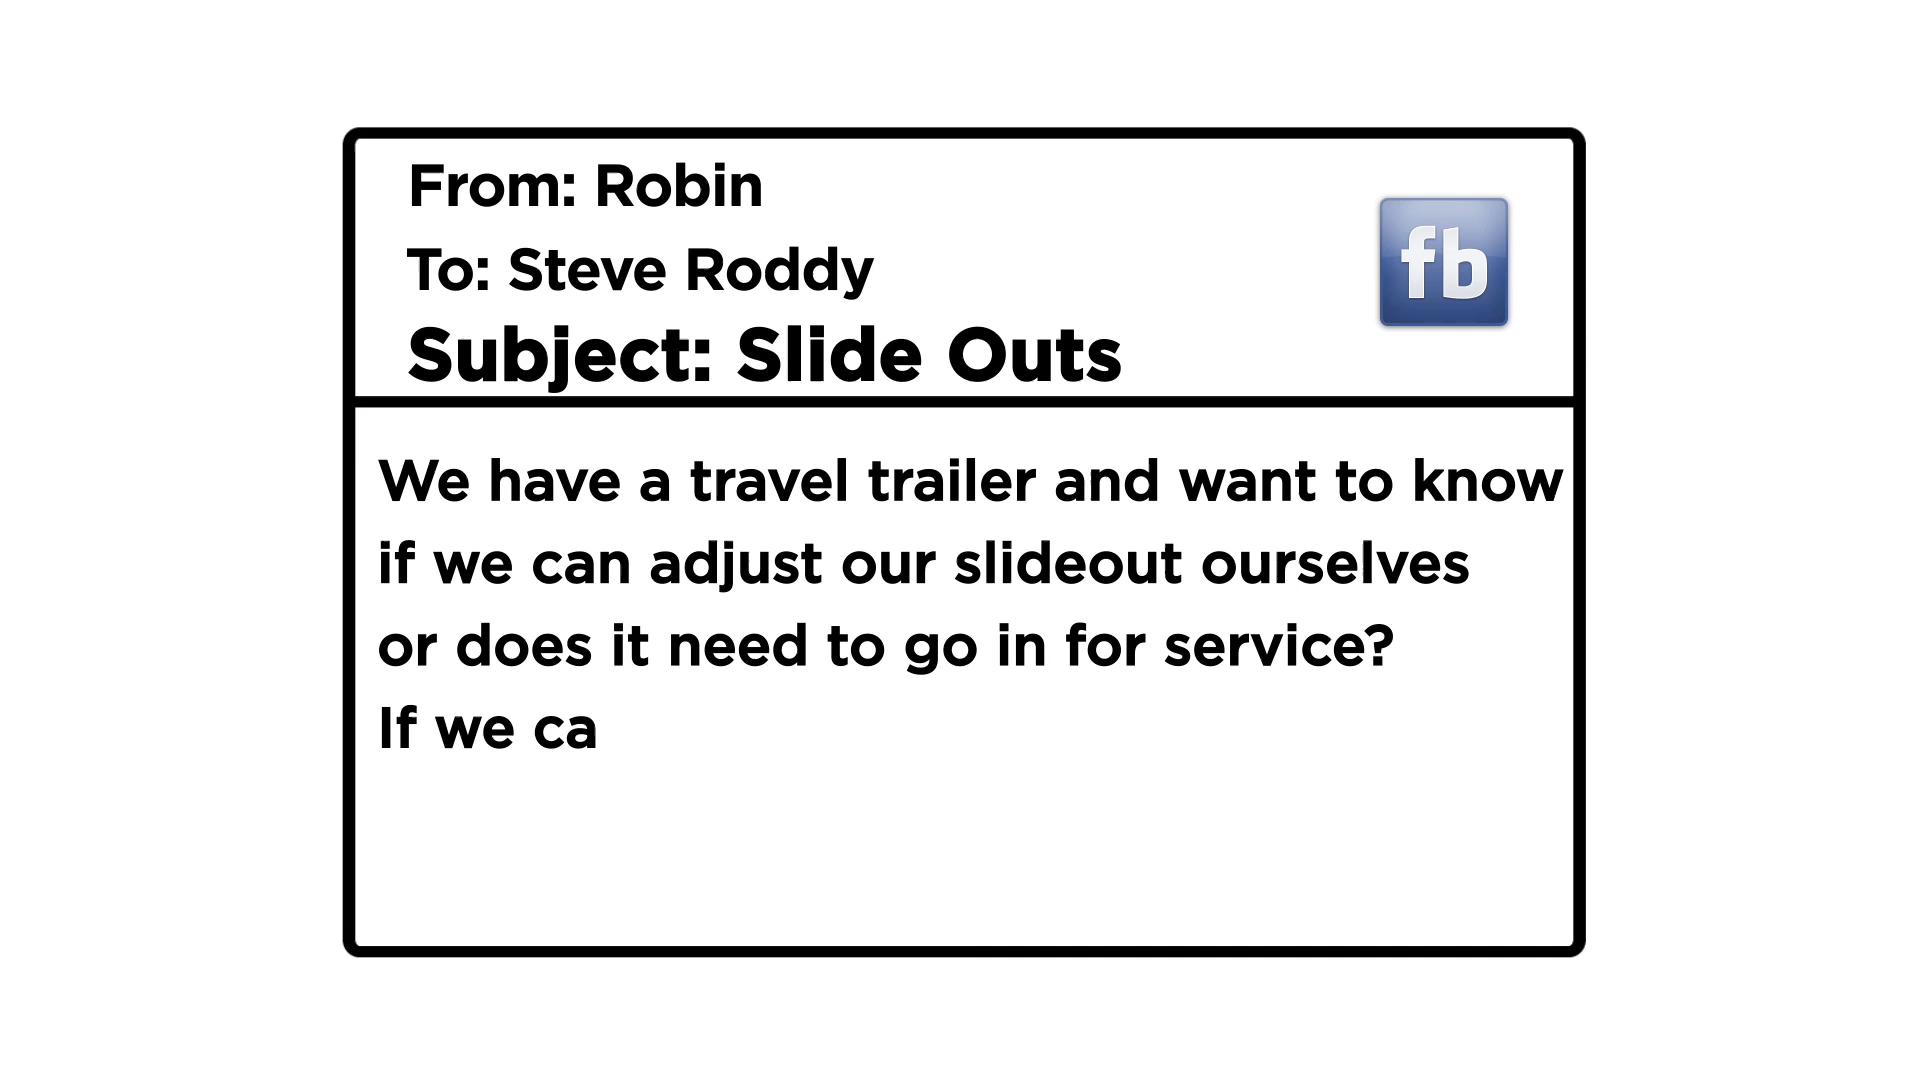 From: Robin
To: Steve Roddy
fb
Subject: Slide Outs
We have a travel trailer and want to know
if we can adjust our slideout ourselves
or does it need to go in for service?
If we ca